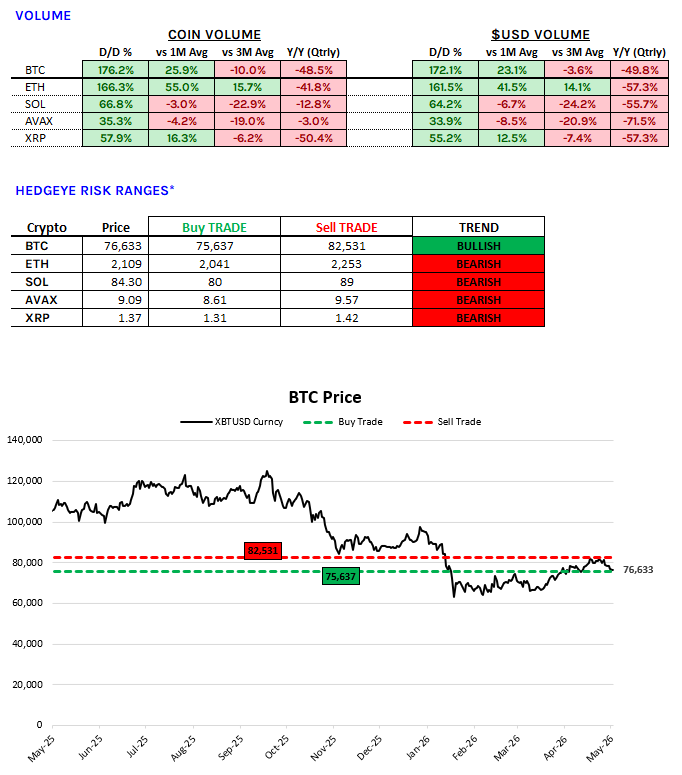 VOLUME
COIN VOLUME $USD VOLUME
D/D % vs 1M Avg vs 3M Avg Y/Y (Qtrly) D/D % vs 1M Avg vs 3M Avg Y/Y (Qtrly)
BTC 176.2% 25.9% -10.0% -48.5% 172.1% 23.1% -3.6% -49.8%
ETH 166.3% 55.0% 15.7% -41.8% 161.5% 41.5% 14.1% -57.3%
SOL 66.8% -3.0% -22.9% -12.8% 64.2% -6.7% -24.2% -55.7%
AVAX 35.3% -4.2% -19.0% -3.0% 33.9% -8.5% -20.9% -71.5%
XRP 57.9% 16.3% -6.2% -50.4% 55.2% 12.5% -7.4% -57.3%
HEDGEYE RISK RANGES*
Crypto Price Buy TRADE Sell TRADE TREND
BTC 76,633 75,637 82,531 BULLISH
ETH 2,109 2,041 2,253 BEARISH
SOL 84.30 80 89 BEARISH
AVAX 9.09 8.61 9.57 BEARISH
XRP 1.37 1.31 1.42 BEARISH
BTC Price
XBTUSD Curncy Buy Trade Sell Trade
140,000
120,000
100,000
80,000
60,000
40,000
20,000
0
82,531
75,637
76,633
May-25 Jun-25 Jul-25 Aug-25 Sep-25 Oct-25 Nov-25 Dec-25 Jan-26 Feb-26 Mar-26 Apr-26 May-26